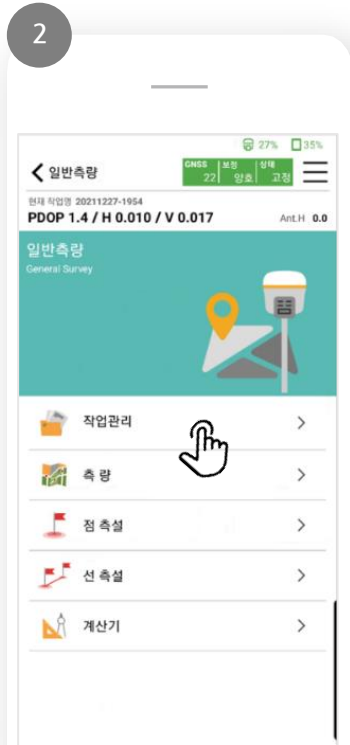 2
27% 35%
일반측량
GNSS 보정 상태
22 양호 고정
현재 작업명 20211227-1954
PDOP 1.4 / H 0.010 / V 0.017 Ant.H 0.0
일반측량
General Survey
작업관리
측 량
점 측설
선 측설
계산기